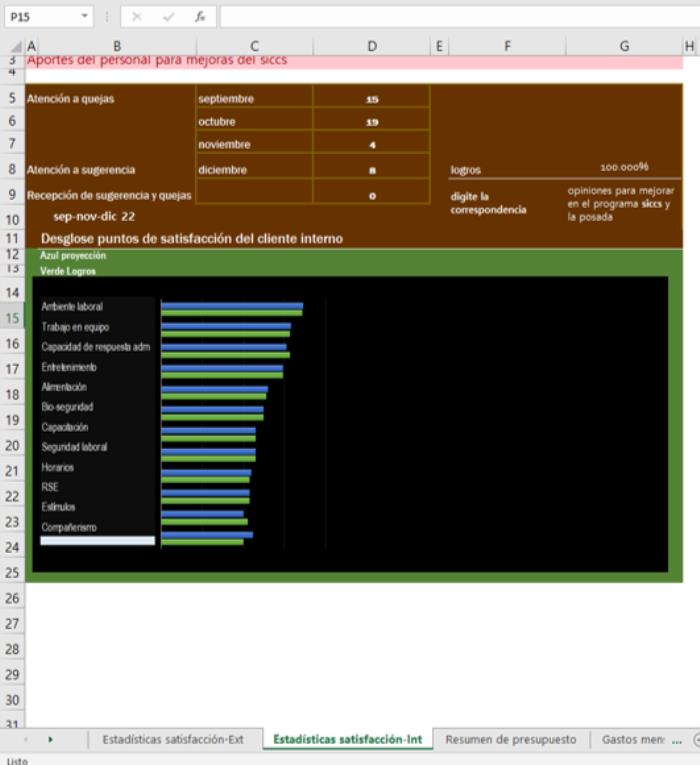 P15
fx
A B C D E F G H
3 Aportes del personal para mejoras del siccs
4
5 Atención a quejas septiembre 15
6 octubre 19
7 noviembre 4
8 Atención a sugerencia diciembre 8 logros 100.000%
9 Recepción de sugerencia y quejas 0 digite la correspondencia opiniones para mejorar en el programa siccs y la posada
10 sep-nov-dic 22
11 Desglose puntos de satisfacción del cliente interno
12 Azul proyección
13 Verde Logros
14 Ambiente laboral
15 Trabajo en equipo
16 Capacidad de respuesta adm
17 Entretenimiento
18 Alimentación
19 Bio-seguridad
20 Capacitación
Seguridad laboral
21 Horarios
22 RSE
Estímulos
23 Compañerismo
24
25
26
27
28
29
30
31
Estadísticas satisfacción-Ext Estadísticas satisfacción-Int Resumen de presupuesto Gastos men ...
Listo